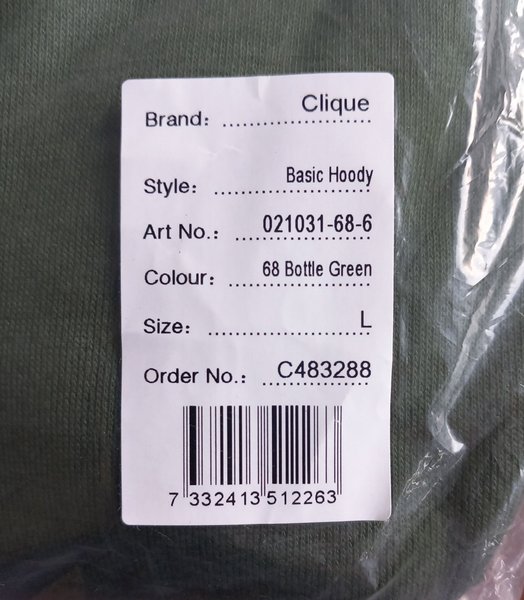 Brand: Clique
Style: Basic Hoody
Art No.: 021031-68-6
Colour: 68 Bottle Green
Size: L
Order No.: C483288
7 332413 512263